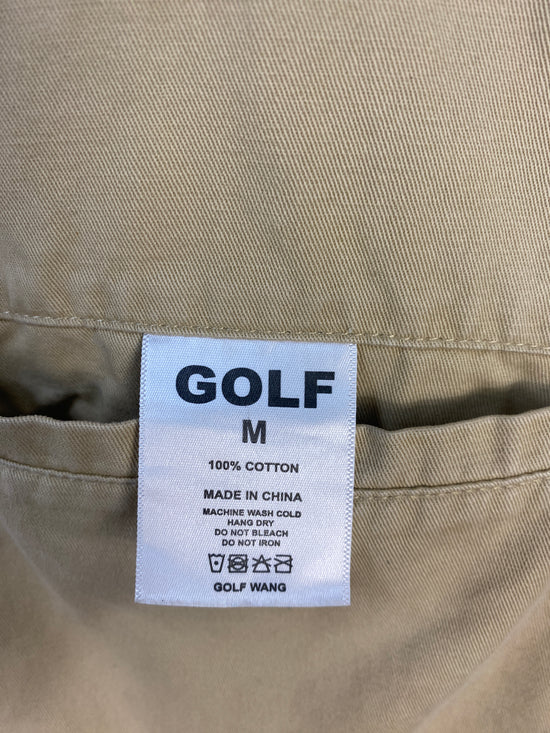 GOLF
M
100% COTTON
MADE IN CHINA
MACHINE WASH COLD
HANG DRY
DO NOT BLEACH
DO NOT IRON
GOLF WANG